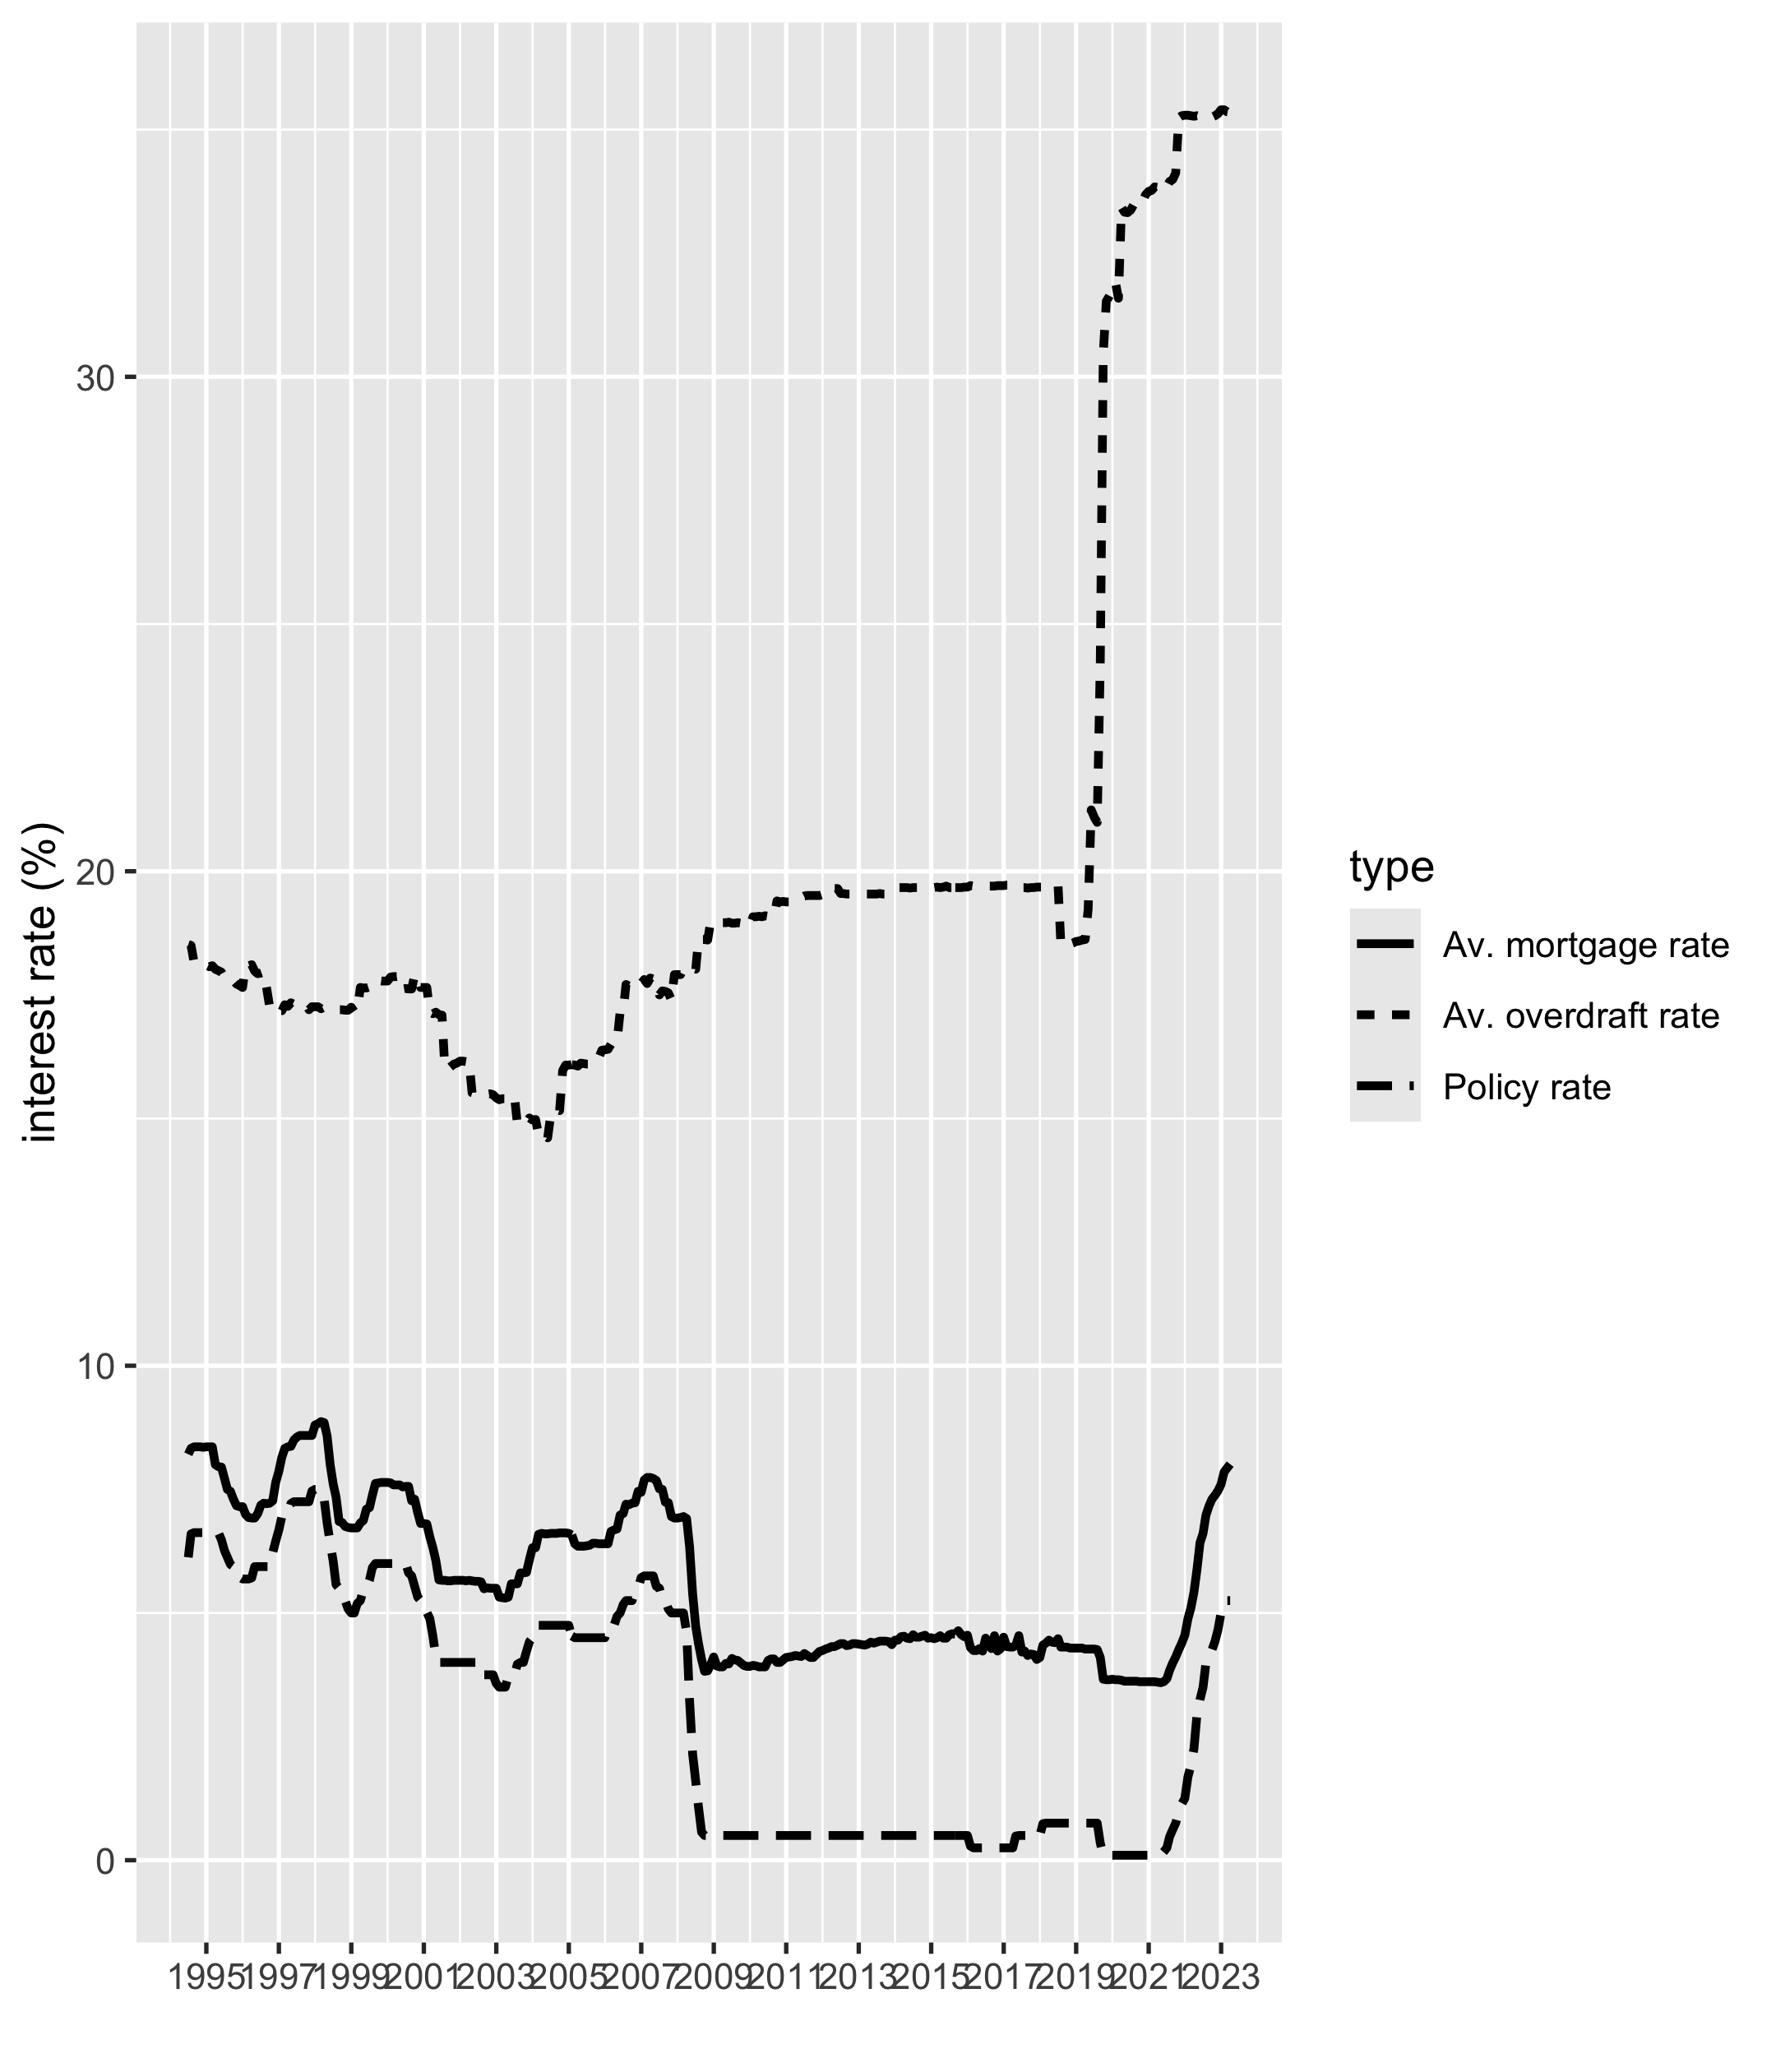 interest rate (%)
30
20
10
0
1995 1997 1999 2001 2003 2005 2007 2009 2011 2013 2015 2017 2019 2021 2023
type
Av. mortgage rate
Av. overdraft rate
Policy rate